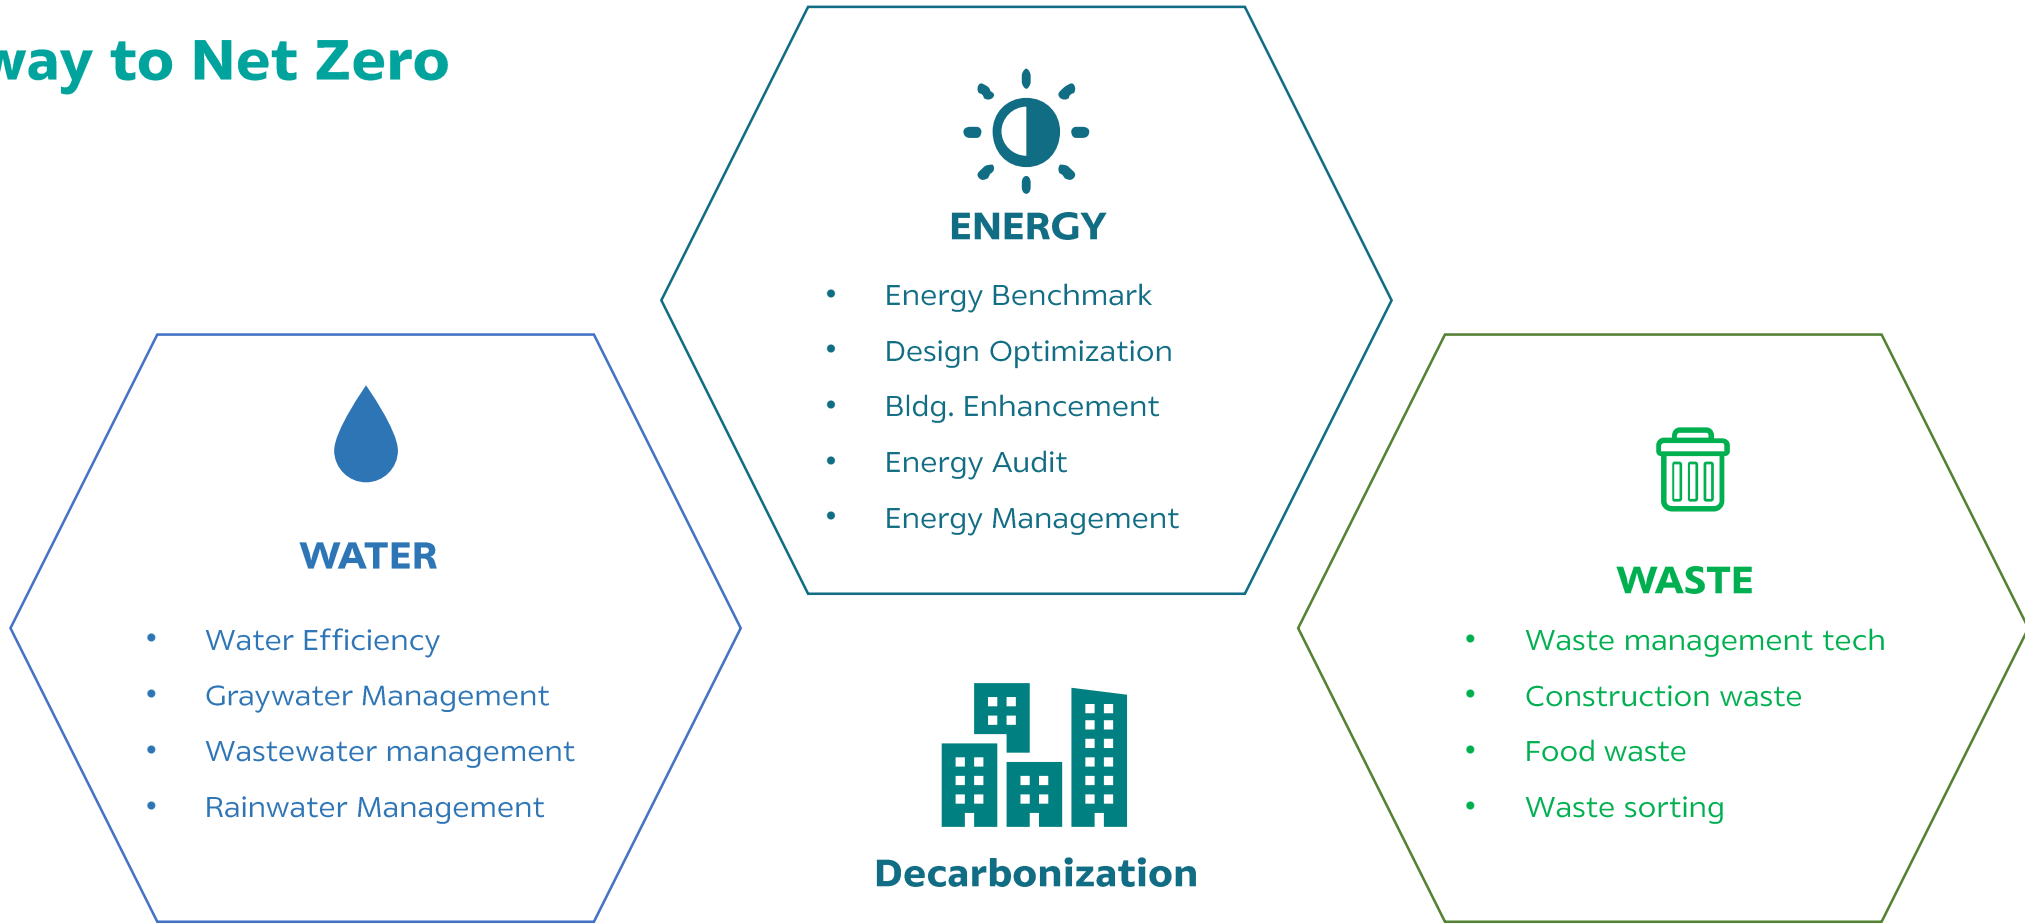 way to Net Zero
ENERGY
• Energy Benchmark
• Design Optimization
• Bldg. Enhancement
• Energy Audit
• Energy Management
WATER
• Water Efficiency
• Graywater Management
• Wastewater management
• Rainwater Management
WASTE
• Waste management tech
• Construction waste
• Food waste
• Waste sorting
Decarbonization